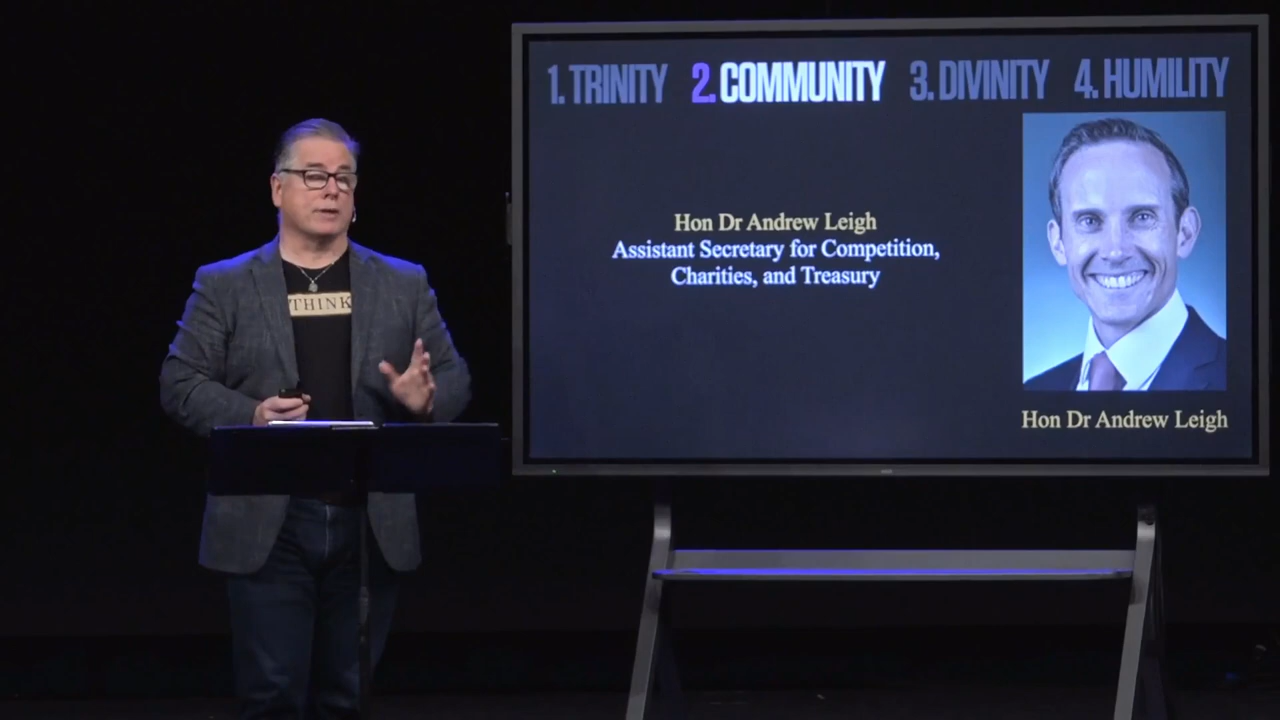 1. TRINITY 2. COMMUNITY 3. DIVINITY 4. HUMILITY
Hon Dr Andrew Leigh
Assistant Secretary for Competition,
Charities, and Treasury
Hon Dr Andrew Leigh
THINK